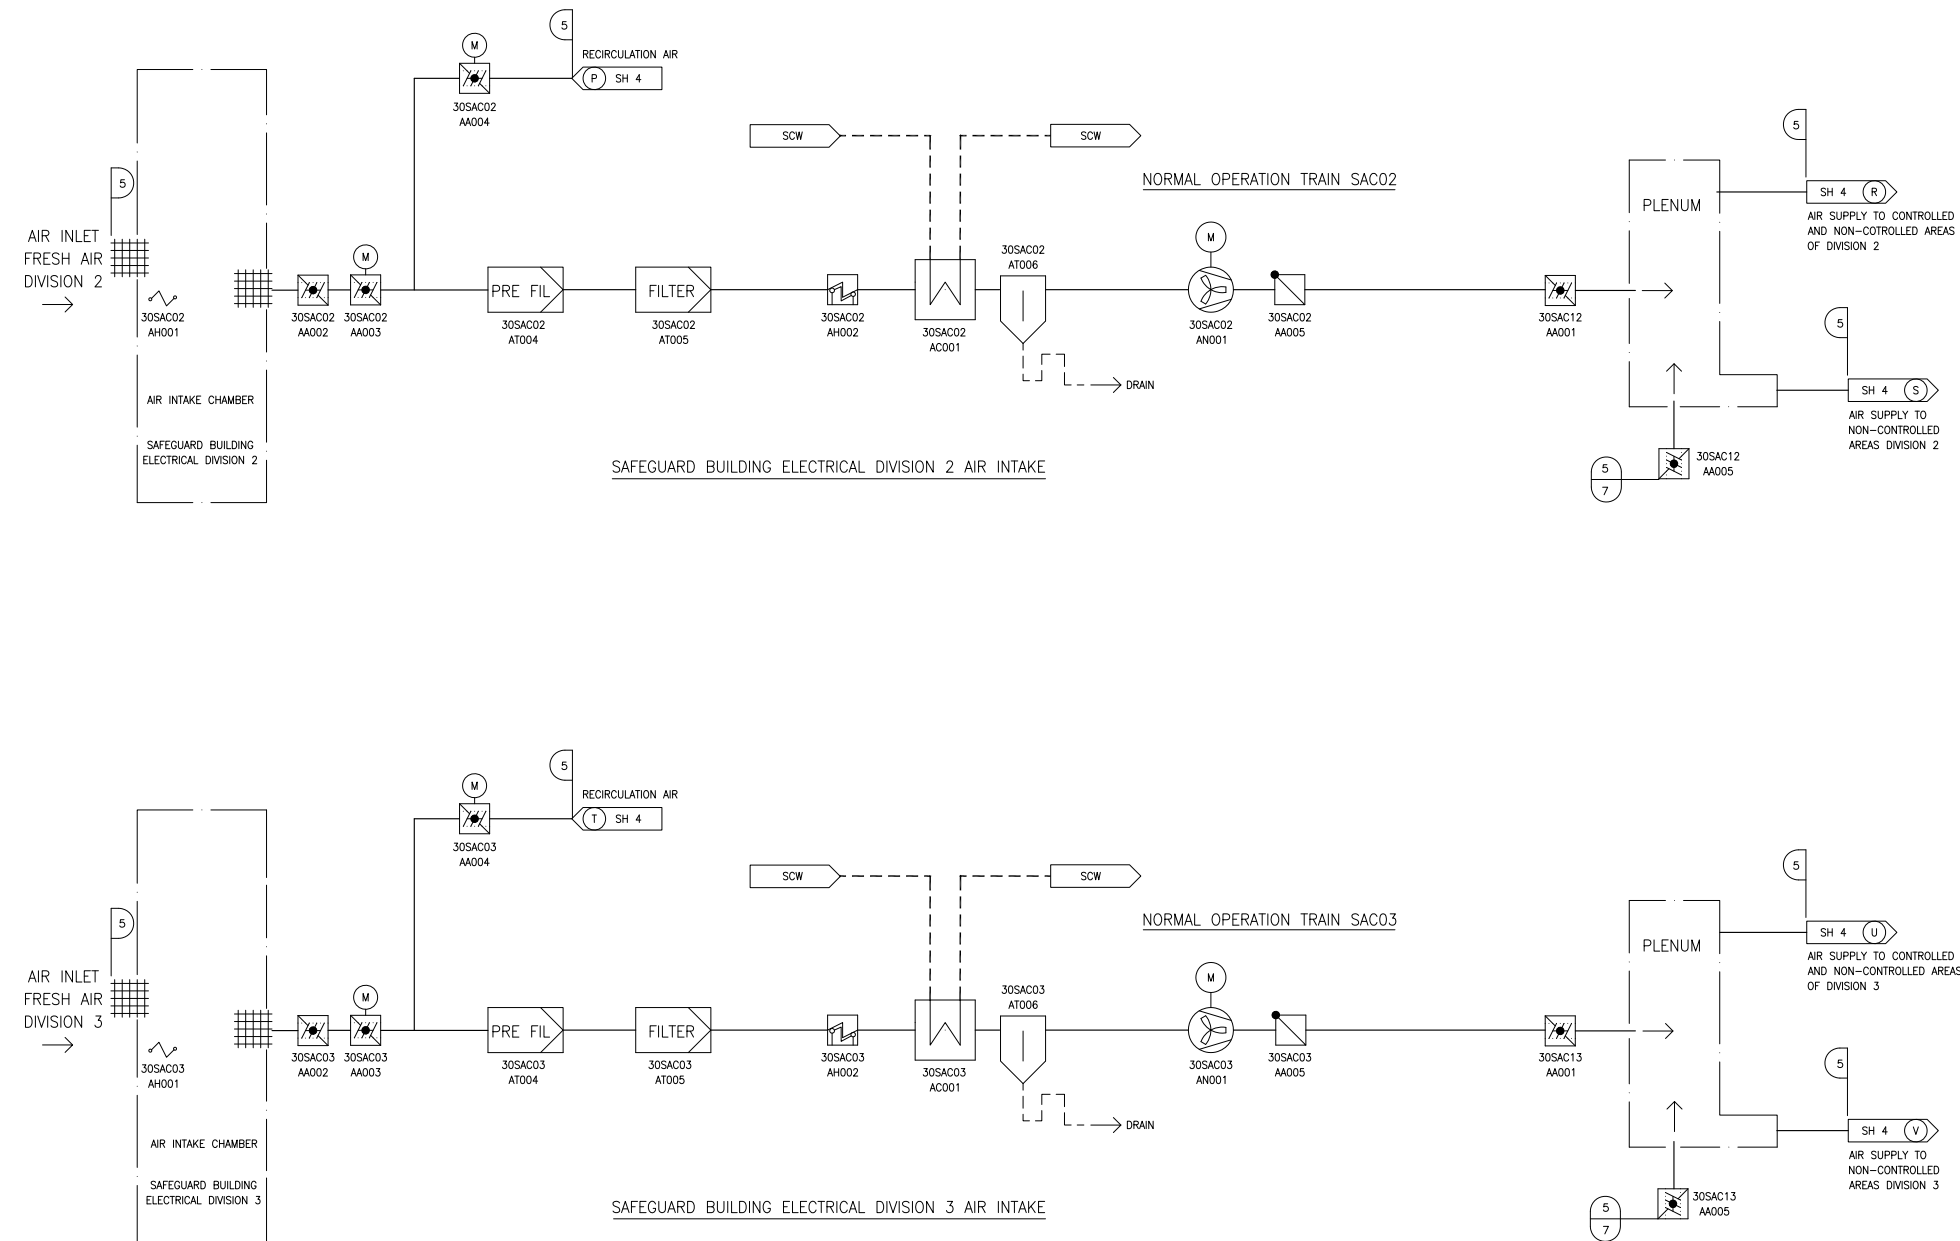 5
M
RECIRCULATION AIR
P SH 4
30SAC02
AA004
5
SCW
SCW
NORMAL OPERATION TRAIN SAC02
5
AIR INLET
FRESH AIR
DIVISION 2
30SAC02
AH001
M
30SAC02
AA002
30SAC02
AA003
PRE FIL
30SAC02
AT004
FILTER
30SAC02
AT005
30SAC02
AH002
30SAC02
AC001
30SAC02
AT006
DRAIN
M
30SAC02
AN001
30SAC02
AA005
30SAC12
AA001
PLENUM
SH 4 R
AIR SUPPLY TO CONTROLLED
AND NON-COTROLLED AREAS
OF DIVISION 2
5
SH 4 S
AIR SUPPLY TO
NON-CONTROLLED
AREAS DIVISION 2
AIR INTAKE CHAMBER
SAFEGUARD BUILDING
ELECTRICAL DIVISION 2
SAFEGUARD BUILDING ELECTRICAL DIVISION 2 AIR INTAKE
5
7
30SAC12
AA005
5
M
RECIRCULATION AIR
T SH 4
30SAC03
AA004
5
SCW
SCW
NORMAL OPERATION TRAIN SAC03
5
AIR INLET
FRESH AIR
DIVISION 3
30SAC03
AH001
M
30SAC03
AA002
30SAC03
AA003
PRE FIL
30SAC03
AT004
FILTER
30SAC03
AT005
30SAC03
AH002
30SAC03
AC001
30SAC03
AT006
DRAIN
M
30SAC03
AN001
30SAC03
AA005
30SAC13
AA001
PLENUM
SH 4 U
AIR SUPPLY TO CONTROLLED
AND NON-CONTROLLED AREAS
OF DIVISION 3
5
SH 4 V
AIR SUPPLY TO
NON-CONTROLLED
AREAS DIVISION 3
AIR INTAKE CHAMBER
SAFEGUARD BUILDING
ELECTRICAL DIVISION 3
SAFEGUARD BUILDING ELECTRICAL DIVISION 3 AIR INTAKE
5
7
30SAC13
AA005